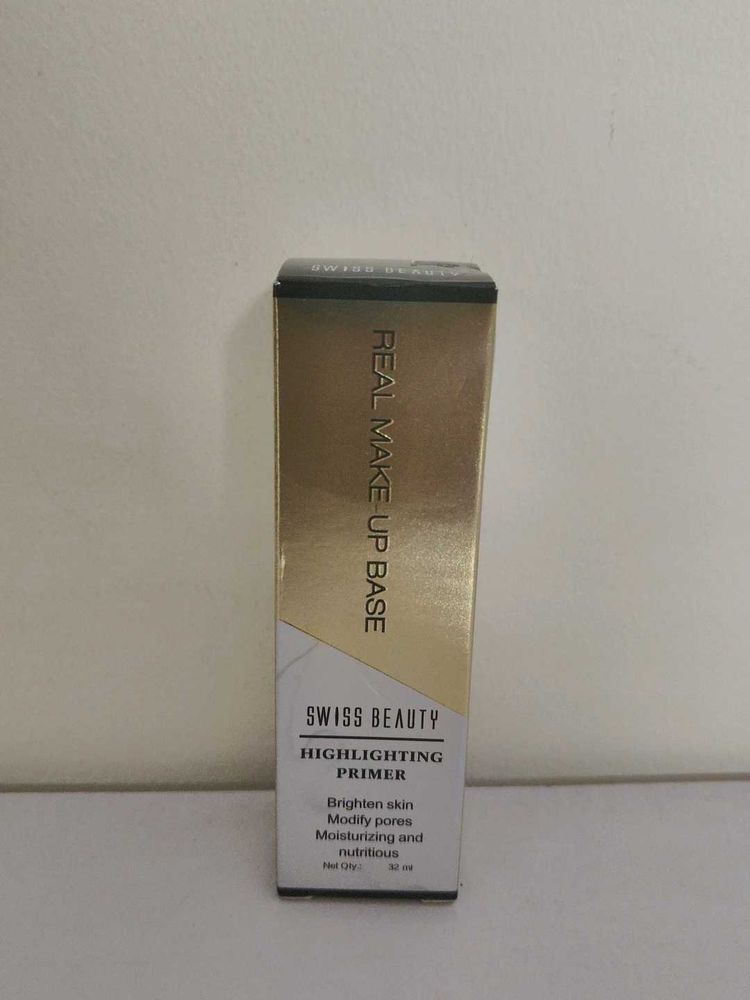 SWISS BEAUTY
REAL MAKE-UP BASE
SWISS BEAUTY
HIGHLIGHTING
PRIMER
Brighten skin
Modify pores
Moisturizing and
nutritious
Net Qty.: 32 ml